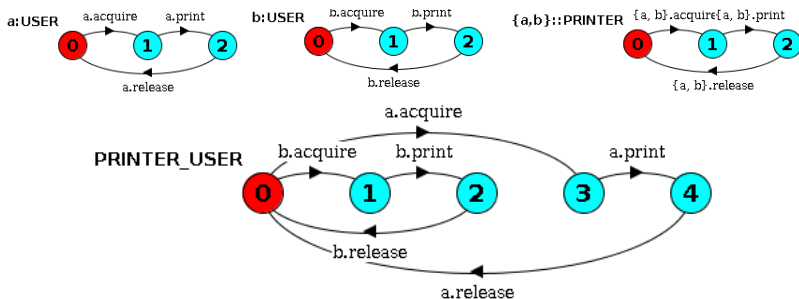 a:USER
a.acquire
a.print
0
1
2
a.release
b:USER
b.acquire
b.print
0
1
2
b.release
{a,b}::PRINTER
{a, b}.acquire
{a, b}.print
0
1
2
{a, b}.release
PRINTER_USER
a.acquire
b.acquire
b.print
a.print
0
1
2
3
4
b.release
a.release